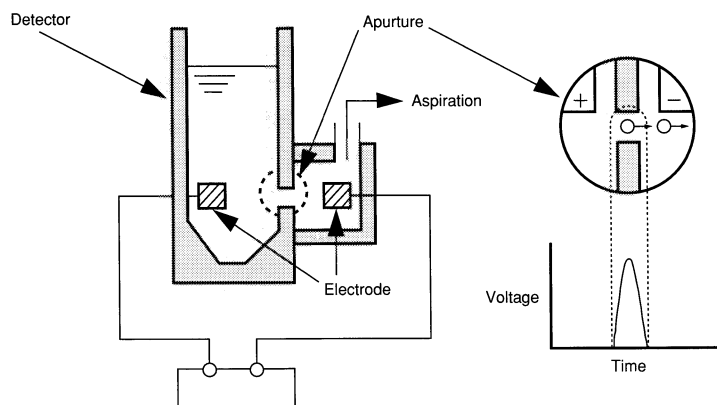 Detector
Apurture
Aspiration
+
−
Electrode
Voltage
Time